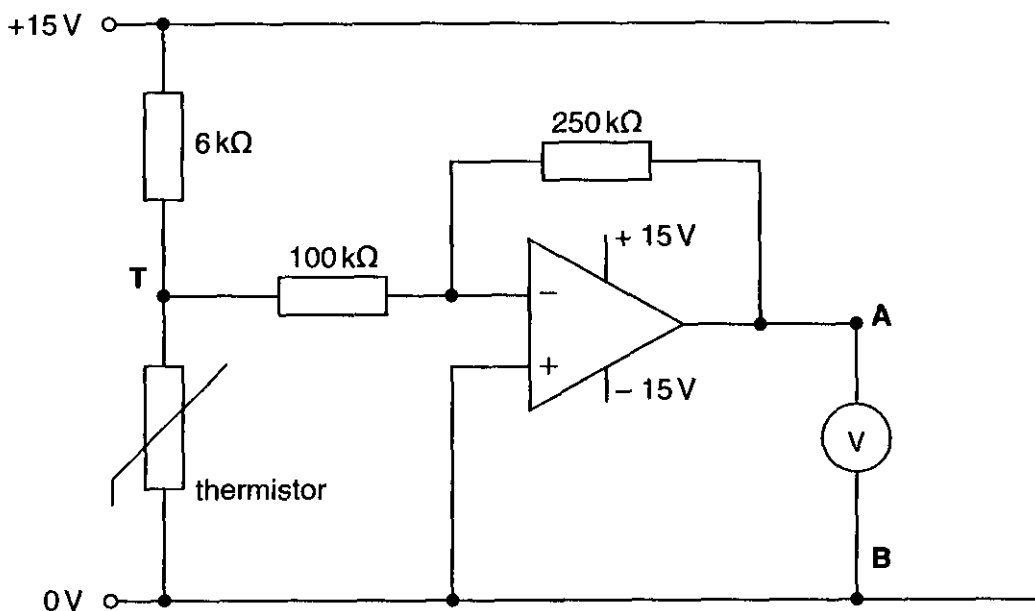 +15 V
6 kΩ
250 kΩ
T
100 kΩ
+ 15 V
−
+
− 15 V
A
V
thermistor
B
0 V